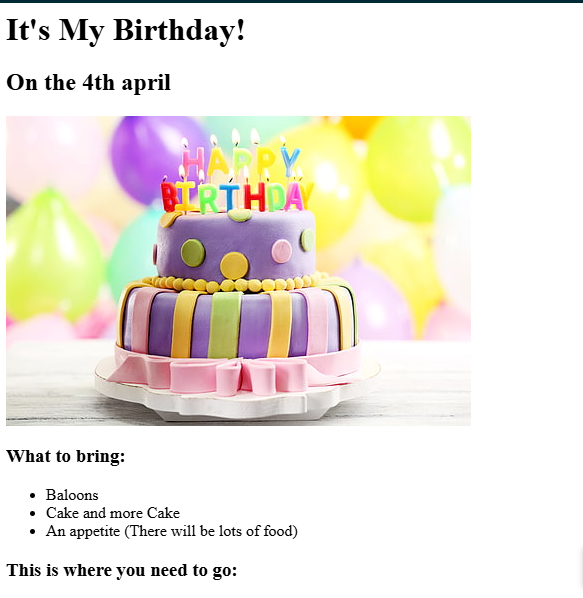 It's My Birthday!
On the 4th april
HAPPY
BIRTHDAY
What to bring:
Baloons
Cake and more Cake
An appetite (There will be lots of food)
This is where you need to go: